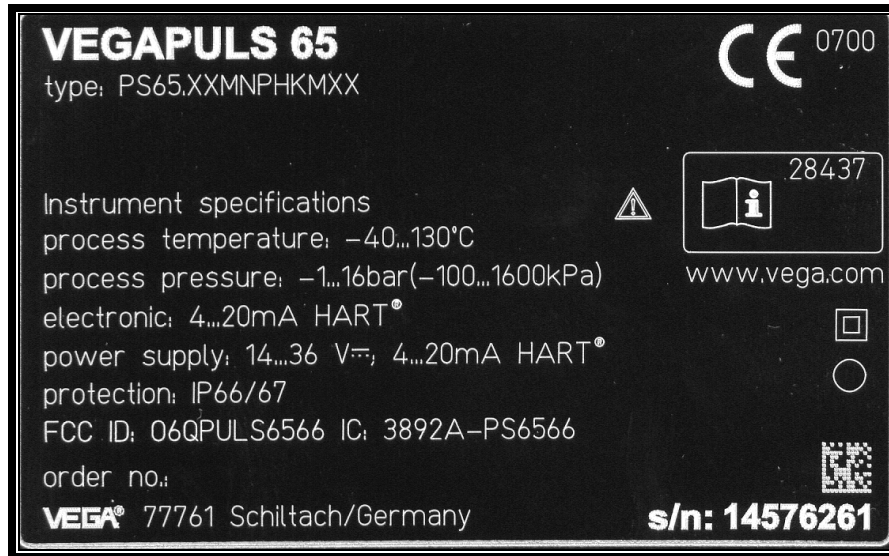 VEGAPULS 65
type: PS65.XXMNPHKMXX
CE 0700
28437
www.vega.com
Instrument specifications
process temperature: -40...130°C
process pressure: -1...16bar(-100...1600kPa)
electronic: 4...20mA HART®
power supply: 14...36 V⎓; 4...20mA HART®
protection: IP66/67
FCC ID: O6QPULS6566 IC: 3892A-PS6566
order no.:
VEGA® 77761 Schiltach/Germany
s/n: 14576261